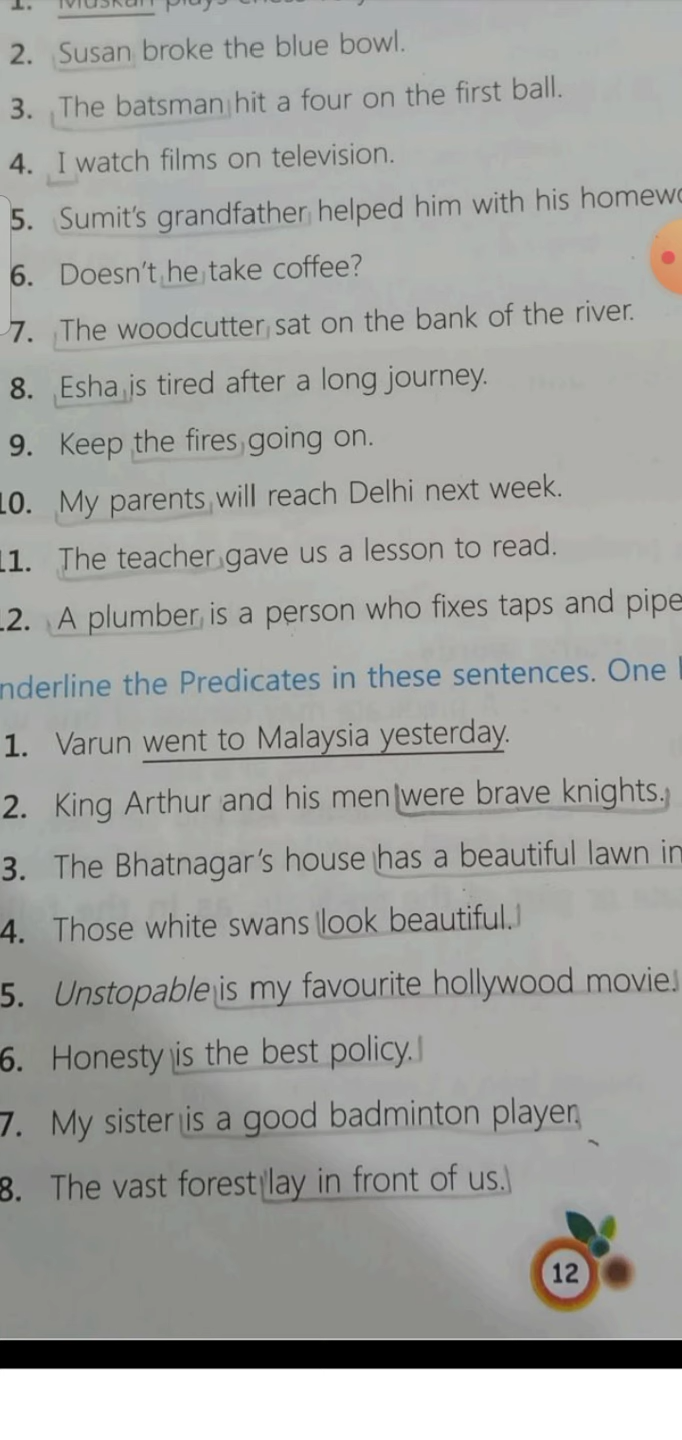 1. Muskan plays
2. Susan broke the blue bowl.
3. The batsman hit a four on the first ball.
4. I watch films on television.
5. Sumit's grandfather helped him with his homewo
6. Doesn't he take coffee?
7. The woodcutter sat on the bank of the river.
8. Esha is tired after a long journey.
9. Keep the fires going on.
10. My parents will reach Delhi next week.
11. The teacher gave us a lesson to read.
12. A plumber is a person who fixes taps and pipe
nderline the Predicates in these sentences. One
1. Varun went to Malaysia yesterday.
2. King Arthur and his men were brave knights.
3. The Bhatnagar's house has a beautiful lawn in
4. Those white swans look beautiful.
5. Unstopable is my favourite hollywood movie.
6. Honesty is the best policy.
7. My sister is a good badminton player.
8. The vast forest lay in front of us.
12